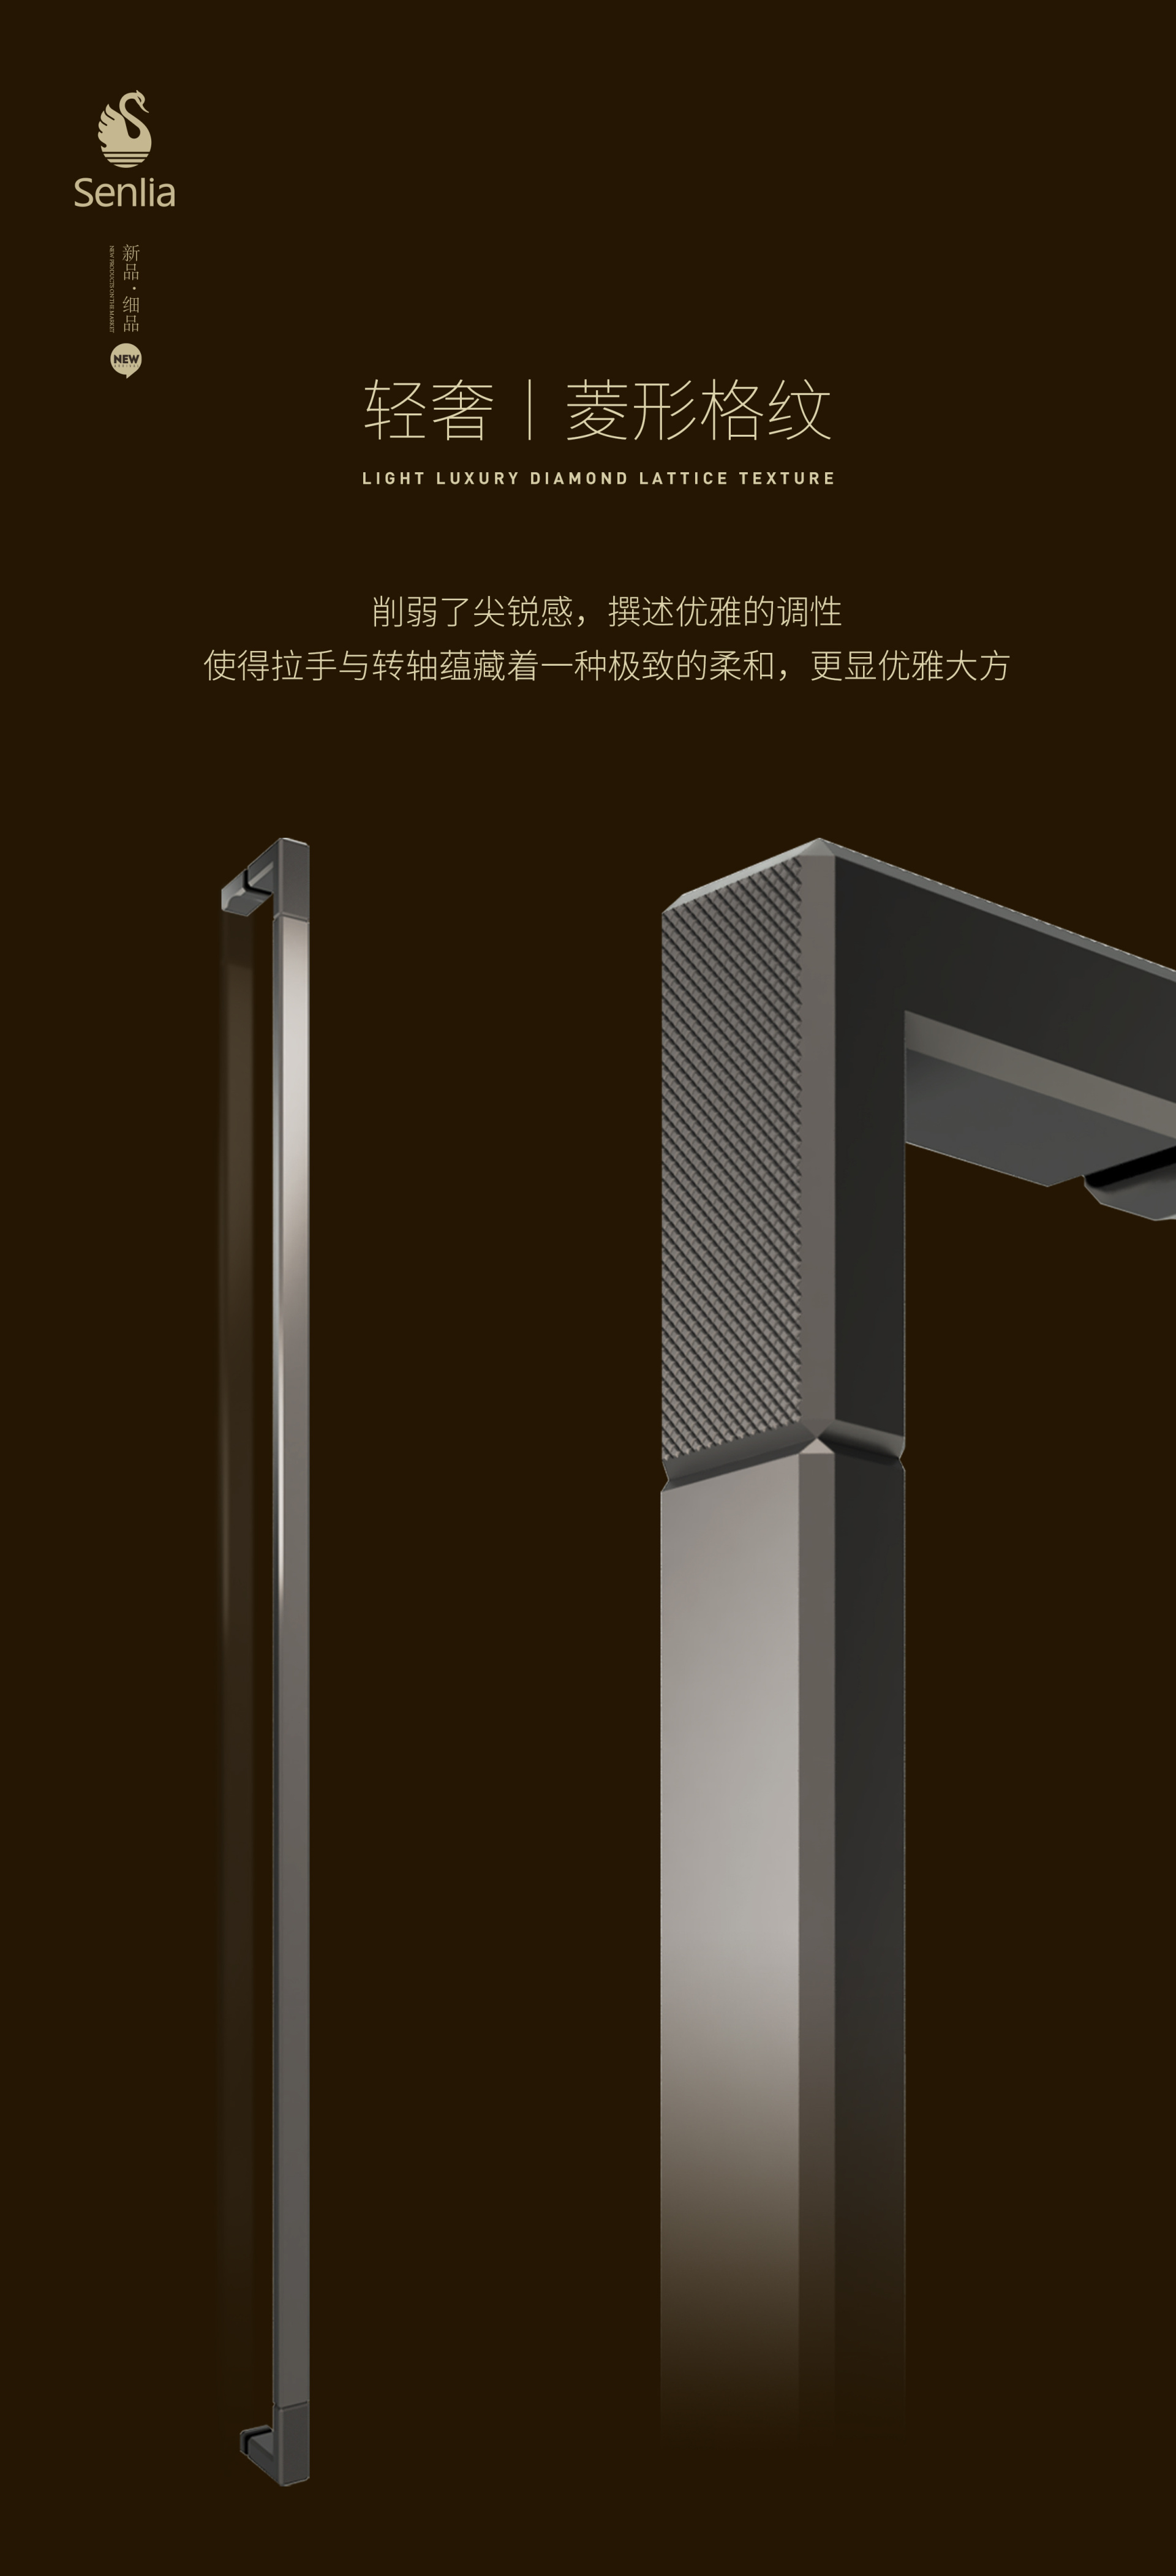 Senlia
新品·细品
NEW PRODUCTS ON THE MARKET
NEW
轻奢｜菱形格纹
LIGHT LUXURY DIAMOND LATTICE TEXTURE
削弱了尖锐感，撰述优雅的调性
使得拉手与转轴蕴藏着一种极致的柔和，更显优雅大方